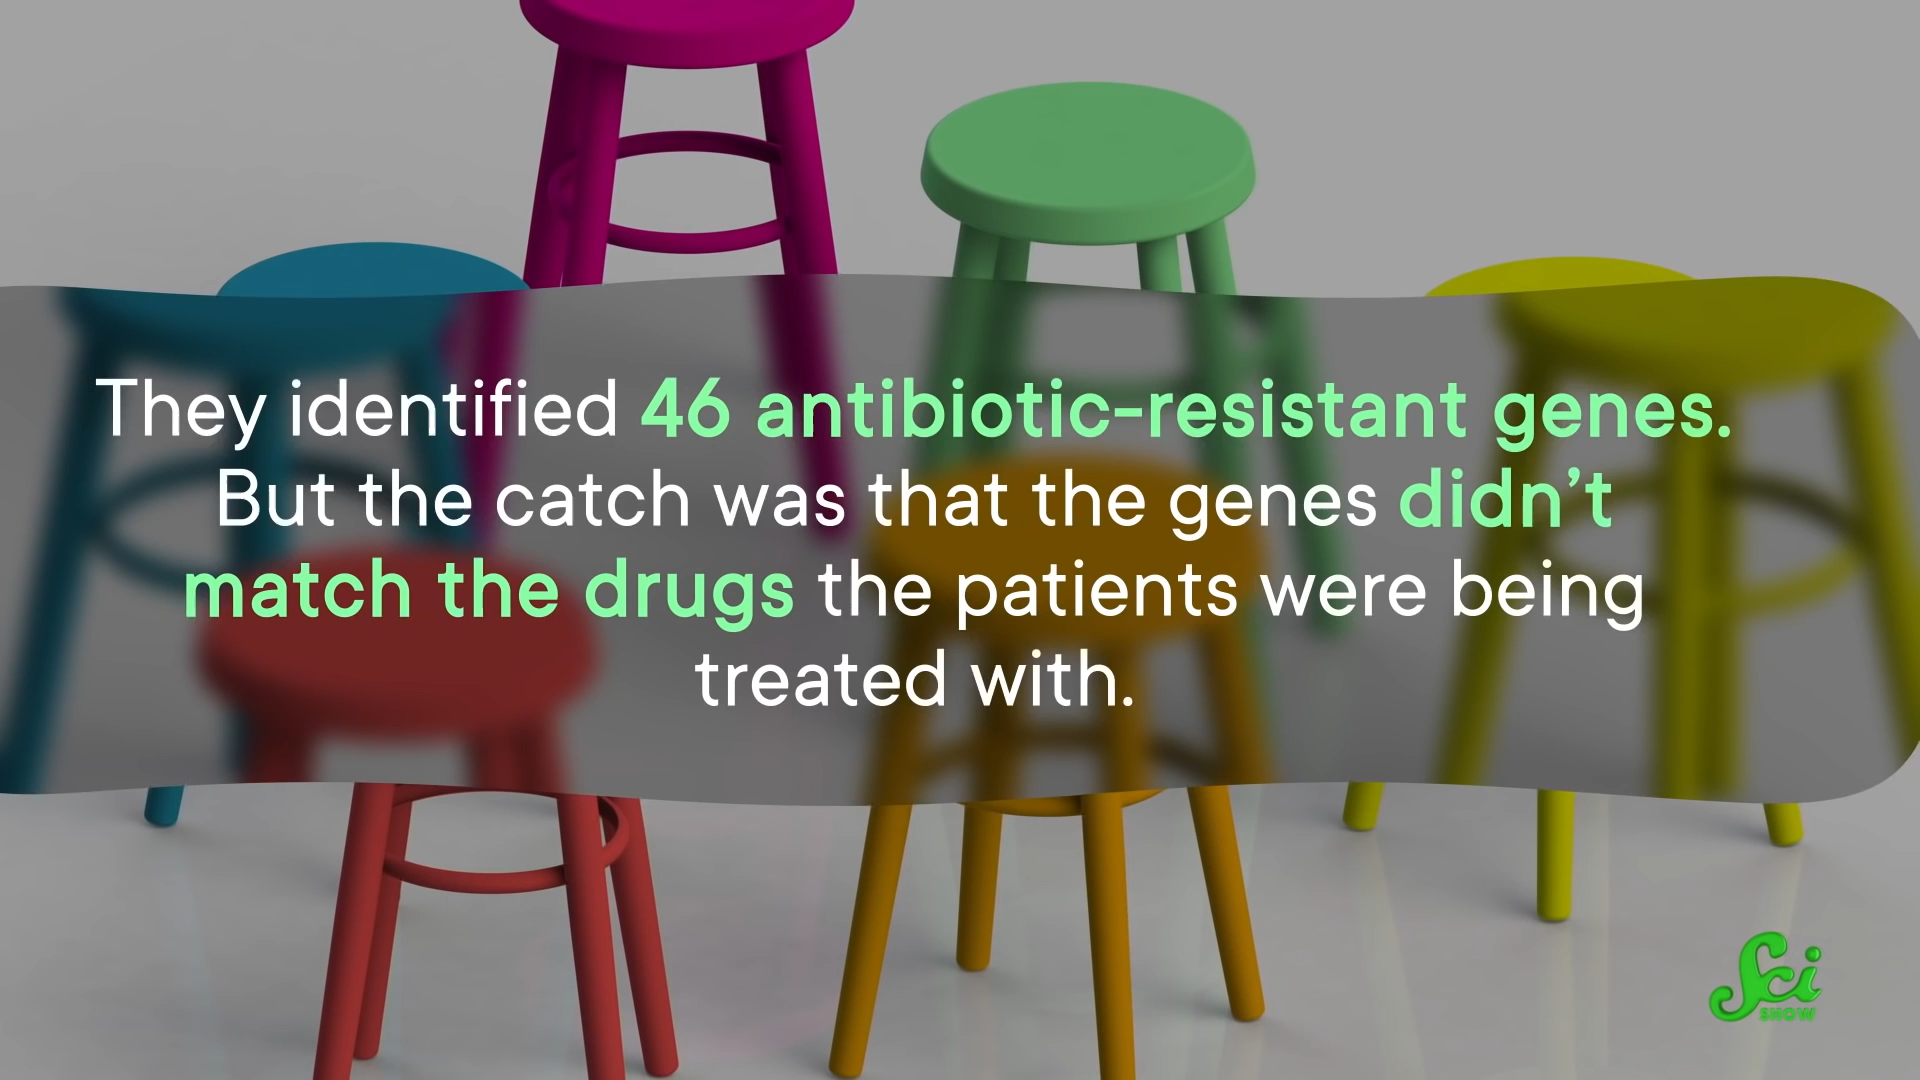 They identified 46 antibiotic-resistant genes.
But the catch was that the genes didn’t
match the drugs the patients were being
treated with.
Sci
SHOW